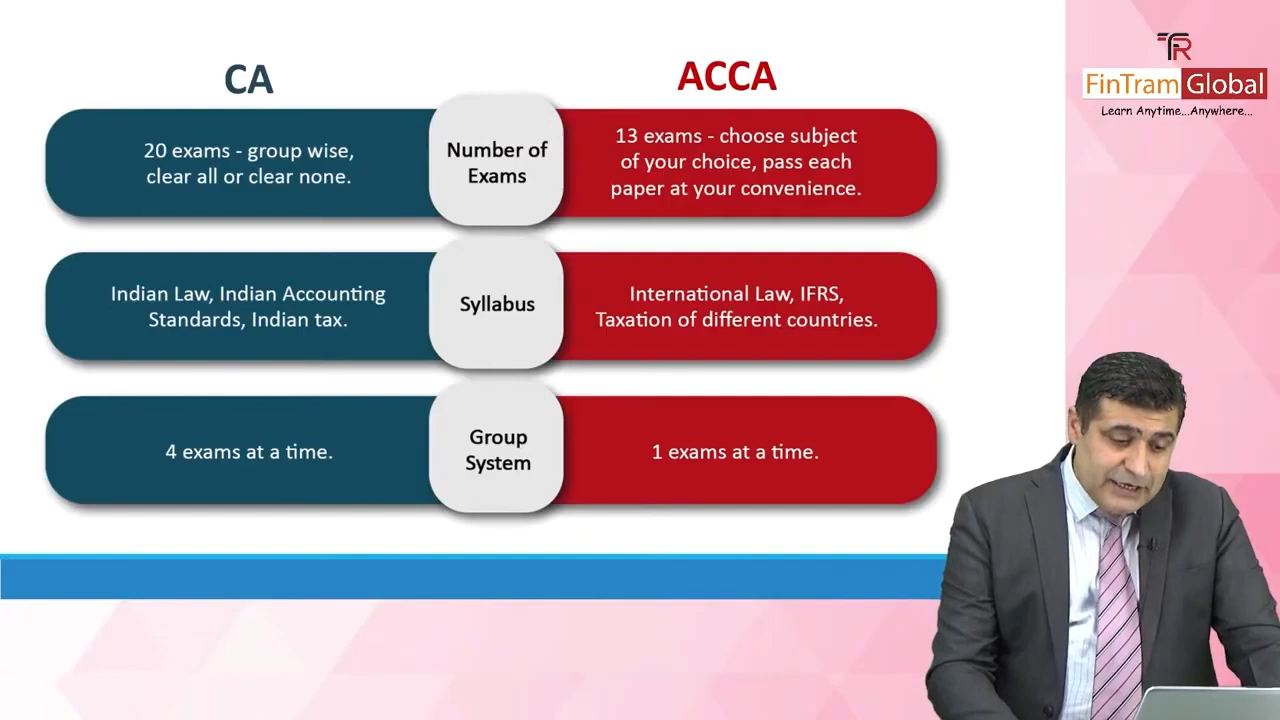 CA
ACCA
20 exams - group wise,
clear all or clear none.
Number of
Exams
13 exams - choose subject
of your choice, pass each
paper at your convenience.
Indian Law, Indian Accounting
Standards, Indian tax.
Syllabus
International Law, IFRS,
Taxation of different countries.
4 exams at a time.
Group
System
1 exams at a time.
TR
FinTram Global
Learn Anytime...Anywhere...